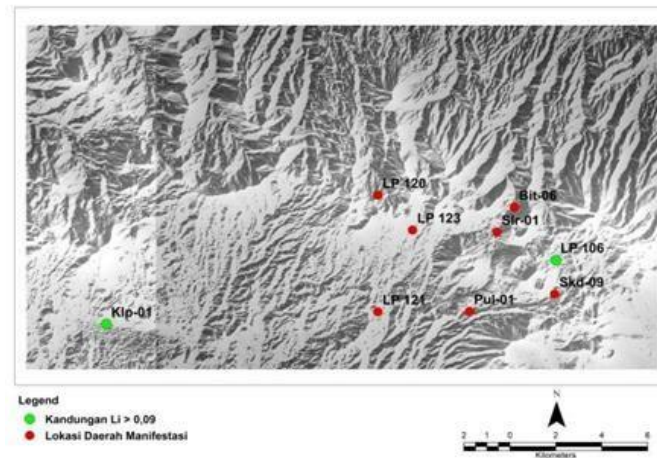 LP 120
Bit-06
LP 123
Slr-01
LP 106
Skd-09
Klp-01
LP 121
Pul-01
Legend
Kandungan Li > 0,09
Lokasi Daerah Manifestasi
N
2 1 0 2 4 6
Kilometers